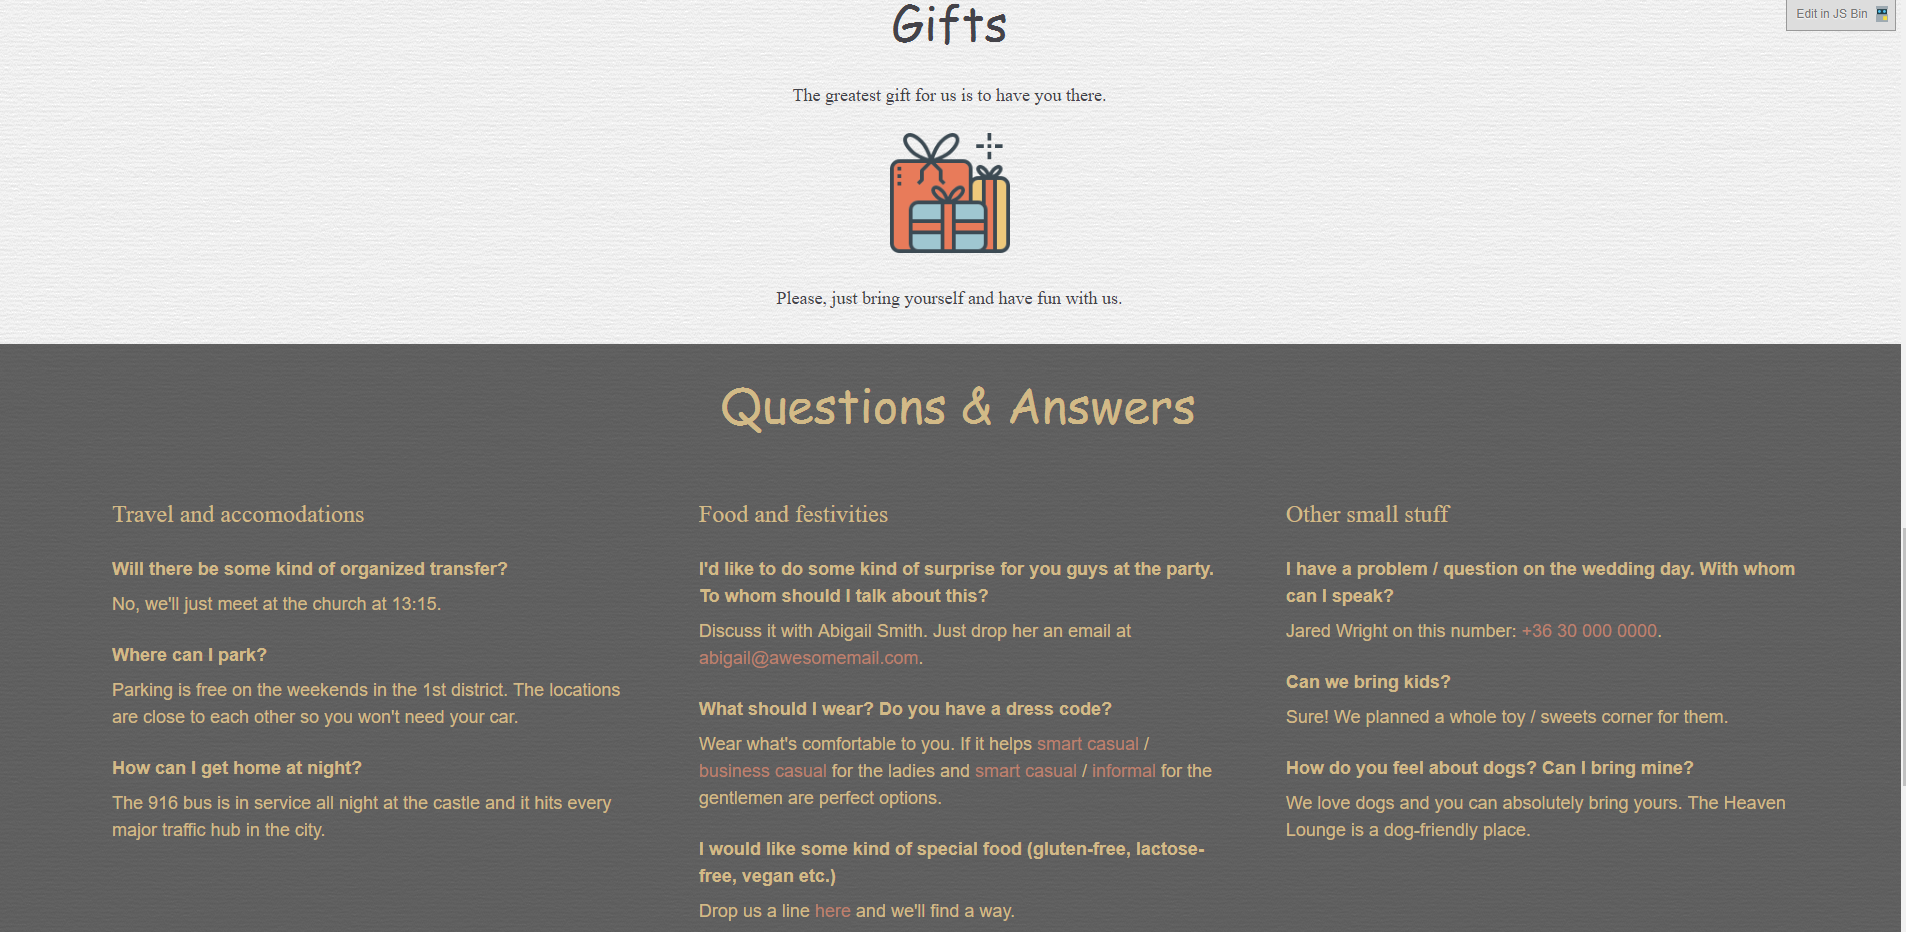 Gifts
Edit in JS Bin
The greatest gift for us is to have you there.
Please, just bring yourself and have fun with us.
Questions & Answers
Travel and accomodations
Will there be some kind of organized transfer?
No, we'll just meet at the church at 13:15.
Where can I park?
Parking is free on the weekends in the 1st district. The locations
are close to each other so you won't need your car.
How can I get home at night?
The 916 bus is in service all night at the castle and it hits every
major traffic hub in the city.
Food and festivities
I'd like to do some kind of surprise for you guys at the party.
To whom should I talk about this?
Discuss it with Abigail Smith. Just drop her an email at
abigail@awesomemail.com.
What should I wear? Do you have a dress code?
Wear what's comfortable to you. If it helps smart casual /
business casual for the ladies and smart casual / informal for the
gentlemen are perfect options.
I would like some kind of special food (gluten-free, lactose-
free, vegan etc.)
Drop us a line here and we'll find a way.
Other small stuff
I have a problem / question on the wedding day. With whom
can I speak?
Jared Wright on this number: +36 30 000 0000.
Can we bring kids?
Sure! We planned a whole toy / sweets corner for them.
How do you feel about dogs? Can I bring mine?
We love dogs and you can absolutely bring yours. The Heaven
Lounge is a dog-friendly place.